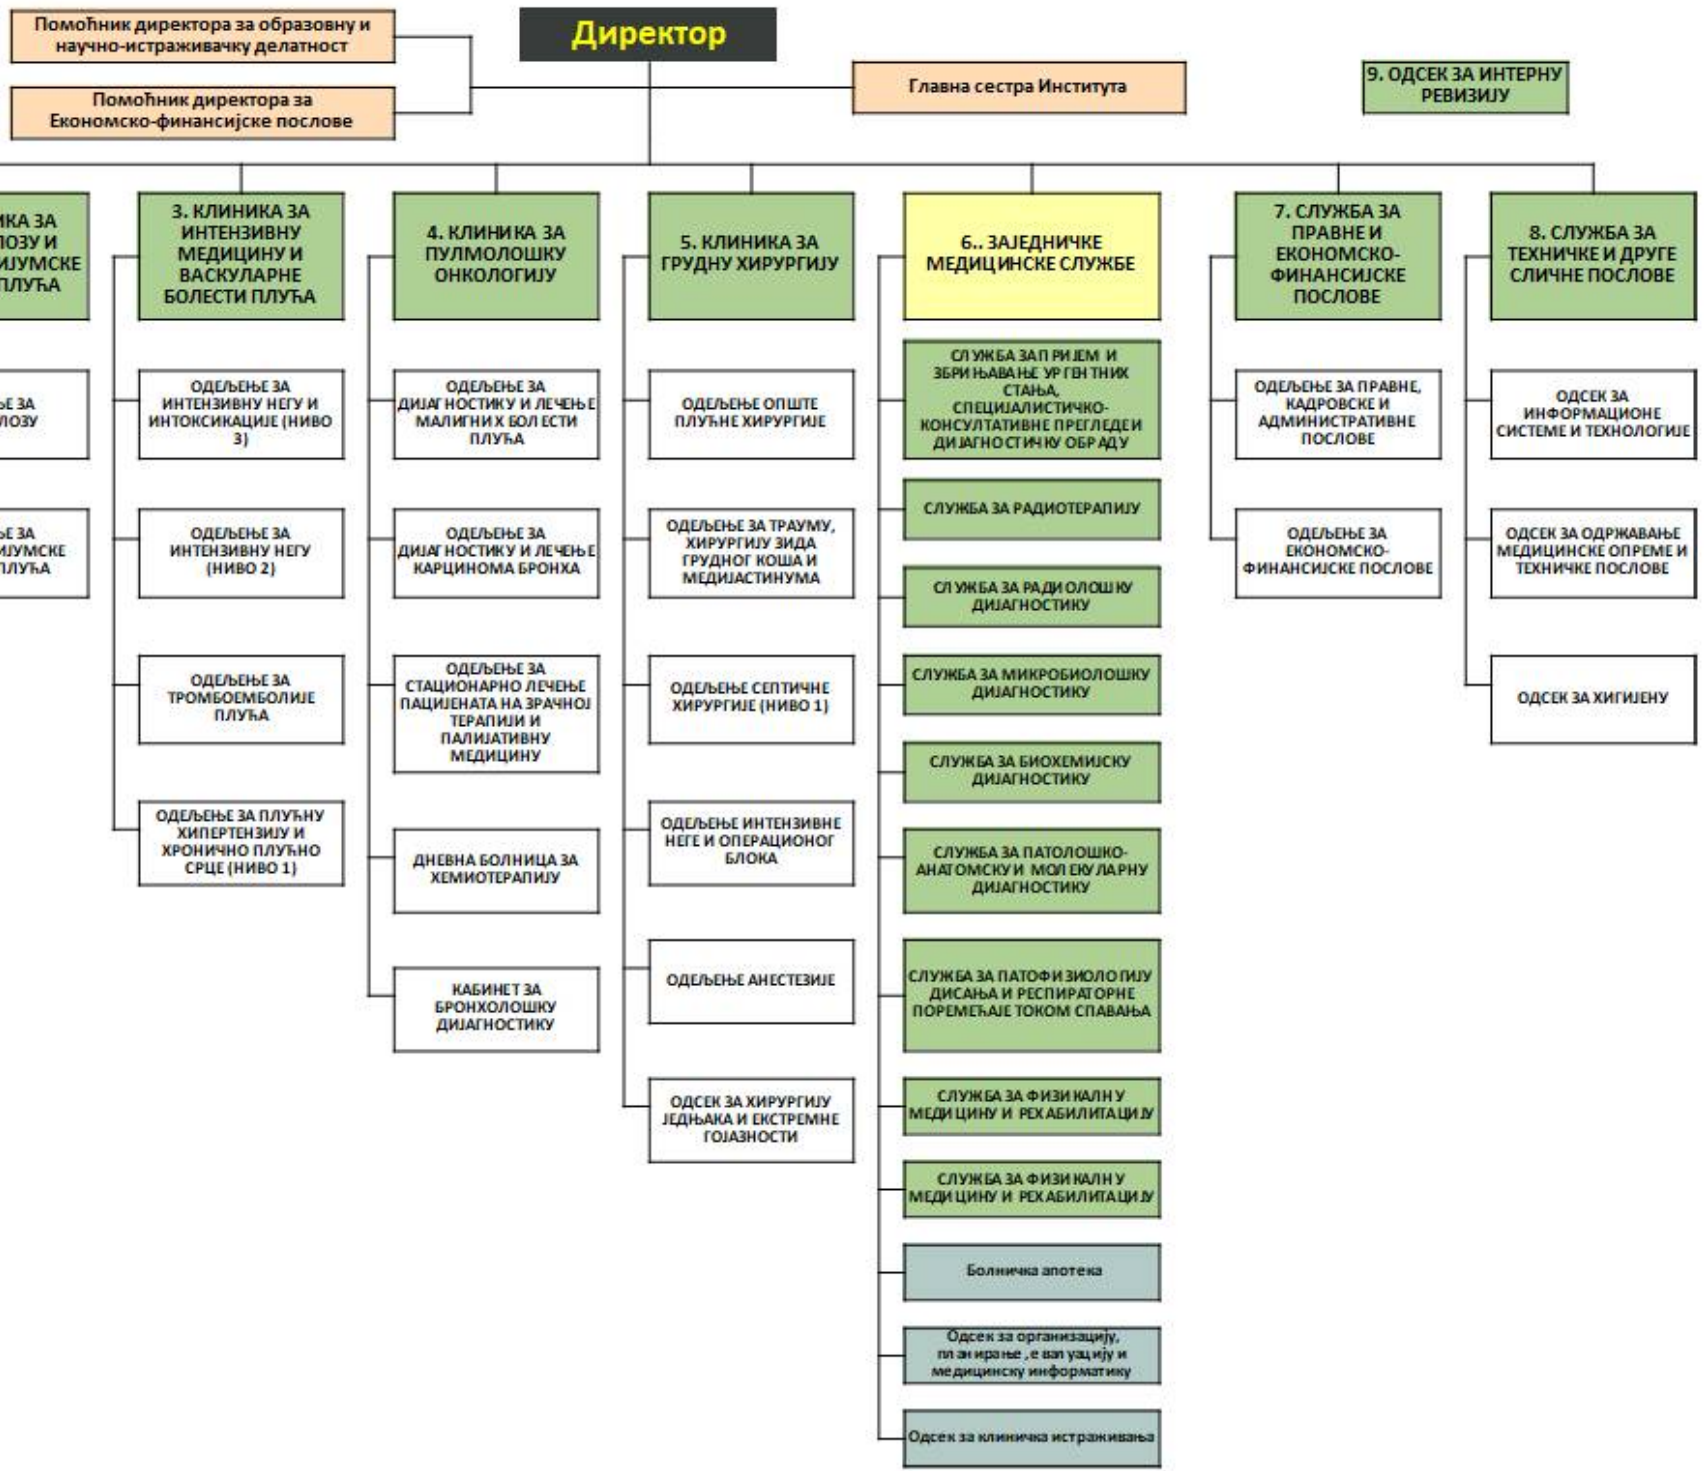 Помоћник директора за образовну и
научно-истраживачку делатност
Директор
Помоћник директора за
Економско-финансијске послове
Главна сестра Института
9. ОДСЕК ЗА ИНТЕРНУ
РЕВИЗИЈУ
ЗА
И
ПЛУЋА
ЗА
ЗА
ПЛУЋА
3. КЛИНИКА ЗА
ИНТЕНЗИВНУ
МЕДИЦИНУ И
ВАСКУЛАРНЕ
БОЛЕСТИ ПЛУЋА
ОДЕЉЕЊЕ ЗА
ИНТЕНЗИВНУ НЕГУ И
ИНТОКСИКАЦИЈЕ (НИВО
3)
ОДЕЉЕЊЕ ЗА
ИНТЕНЗИВНУ НЕГУ
(НИВО 2)
ОДЕЉЕЊЕ ЗА
ТРОМБОЕМБОЛИЈЕ
ПЛУЋА
ОДЕЉЕЊЕ ЗА ПЛУЋНУ
ХИПЕРТЕНЗИЈУ И
ХРОНИЧНО ПЛУЋНО
СРЦЕ (НИВО 1)
4. КЛИНИКА ЗА
ПУЛМОЛОШКУ
ОНКОЛОГИЈУ
ОДЕЉЕЊЕ ЗА
ДИЈАГНОСТИКУ И ЛЕЧЕЊЕ
МАЛИГНИХ БОЛЕСТИ
ПЛУЋА
ОДЕЉЕЊЕ ЗА
ДИЈАГНОСТИКУ И ЛЕЧЕЊЕ
КАРЦИНОМА БРОНХА
ОДЕЉЕЊЕ ЗА
СТАЦИОНАРНО ЛЕЧЕЊЕ
ПАЦИЈЕНАТА НА ЗРАЧНОЈ
ТЕРАПИЈИ И
ПАЛИЈАТИВНУ
МЕДИЦИНУ
ДНЕВНА БОЛНИЦА ЗА
ХЕМИОТЕРАПИЈУ
КАБИНЕТ ЗА
БРОНХОЛОШКУ
ДИЈАГНОСТИКУ
5. КЛИНИКА ЗА
ГРУДНУ ХИРУРГИЈУ
ОДЕЉЕЊЕ ОПШТЕ
ПЛУЋНЕ ХИРУРГИЈЕ
ОДЕЉЕЊЕ ЗА ТРАУМУ,
ХИРУРГИЈУ ЗИДА
ГРУДНОГ КОША И
МЕДИЈАСТИНУМА
ОДЕЉЕЊЕ СЕПТИЧНЕ
ХИРУРГИЈЕ (НИВО 1)
ОДЕЉЕЊЕ ИНТЕНЗИВНЕ
НЕГЕ И ОПЕРАЦИОНОГ
БЛОКА
ОДЕЉЕЊЕ АНЕСТЕЗИЈЕ
ОДСЕК ЗА ХИРУРГИЈУ
ЈЕДЊАКА И ЕКСТРЕМНЕ
ГОЈАЗНОСТИ
6.. ЗАЈЕДНИЧКЕ
МЕДИЦИНСКЕ СЛУЖБЕ
СЛУЖБА ЗА ПРИЈЕМ И
ЗБРИЊАВАЊЕ УРГЕНТНИХ
СТАЊА,
СПЕЦИЈАЛИСТИЧКО-
КОНСУЛТАТИВНЕ ПРЕГЛЕДЕ И
ДИЈАГНОСТИЧКУ ОБРАДУ
СЛУЖБА ЗА РАДИОТЕРАПИЈУ
СЛУЖБА ЗА РАДИОЛОШКУ
ДИЈАГНОСТИКУ
СЛУЖБА ЗА МИКРОБИОЛОШКУ
ДИЈАГНОСТИКУ
СЛУЖБА ЗА БИОХЕМИЈСКУ
ДИЈАГНОСТИКУ
СЛУЖБА ЗА ПАТОЛОШКО-
АНАТОМСКУ И МОЛЕКУЛАРНУ
ДИЈАГНОСТИКУ
СЛУЖБА ЗА ПАТОФИЗИОЛОГИЈУ
ДИСАЊА И РЕСПИРАТОРНЕ
ПОРЕМЕЋАЈЕ ТОКОМ СПАВАЊА
СЛУЖБА ЗА ФИЗИКАЛНУ
МЕДИЦИНУ И РЕХАБИЛИТАЦИЈУ
СЛУЖБА ЗА ФИЗИКАЛНУ
МЕДИЦИНУ И РЕХАБИЛИТАЦИЈУ
Болничка апотека
Одсек за организацију,
планирање ,евалуацију и
медицинску информатику
Одсек за клиничка истраживања
7. СЛУЖБА ЗА
ПРАВНЕ И
ЕКОНОМСКО-
ФИНАНСИЈСКЕ
ПОСЛОВЕ
ОДЕЉЕЊЕ ЗА ПРАВНЕ,
КАДРОВСКЕ И
АДМИНИСТРАТИВНЕ
ПОСЛОВЕ
ОДЕЉЕЊЕ ЗА
ЕКОНОМСКО-
ФИНАНСИЈСКЕ ПОСЛОВЕ
8. СЛУЖБА ЗА
ТЕХНИЧКЕ И ДРУГЕ
СЛИЧНЕ ПОСЛОВЕ
ОДСЕК ЗА
ИНФОРМАЦИОНЕ
СИСТЕМЕ И ТЕХНОЛОГИЈЕ
ОДСЕК ЗА ОДРЖАВАЊЕ
МЕДИЦИНСКЕ ОПРЕМЕ И
ТЕХНИЧКЕ ПОСЛОВЕ
ОДСЕК ЗА ХИГИЈЕНУ